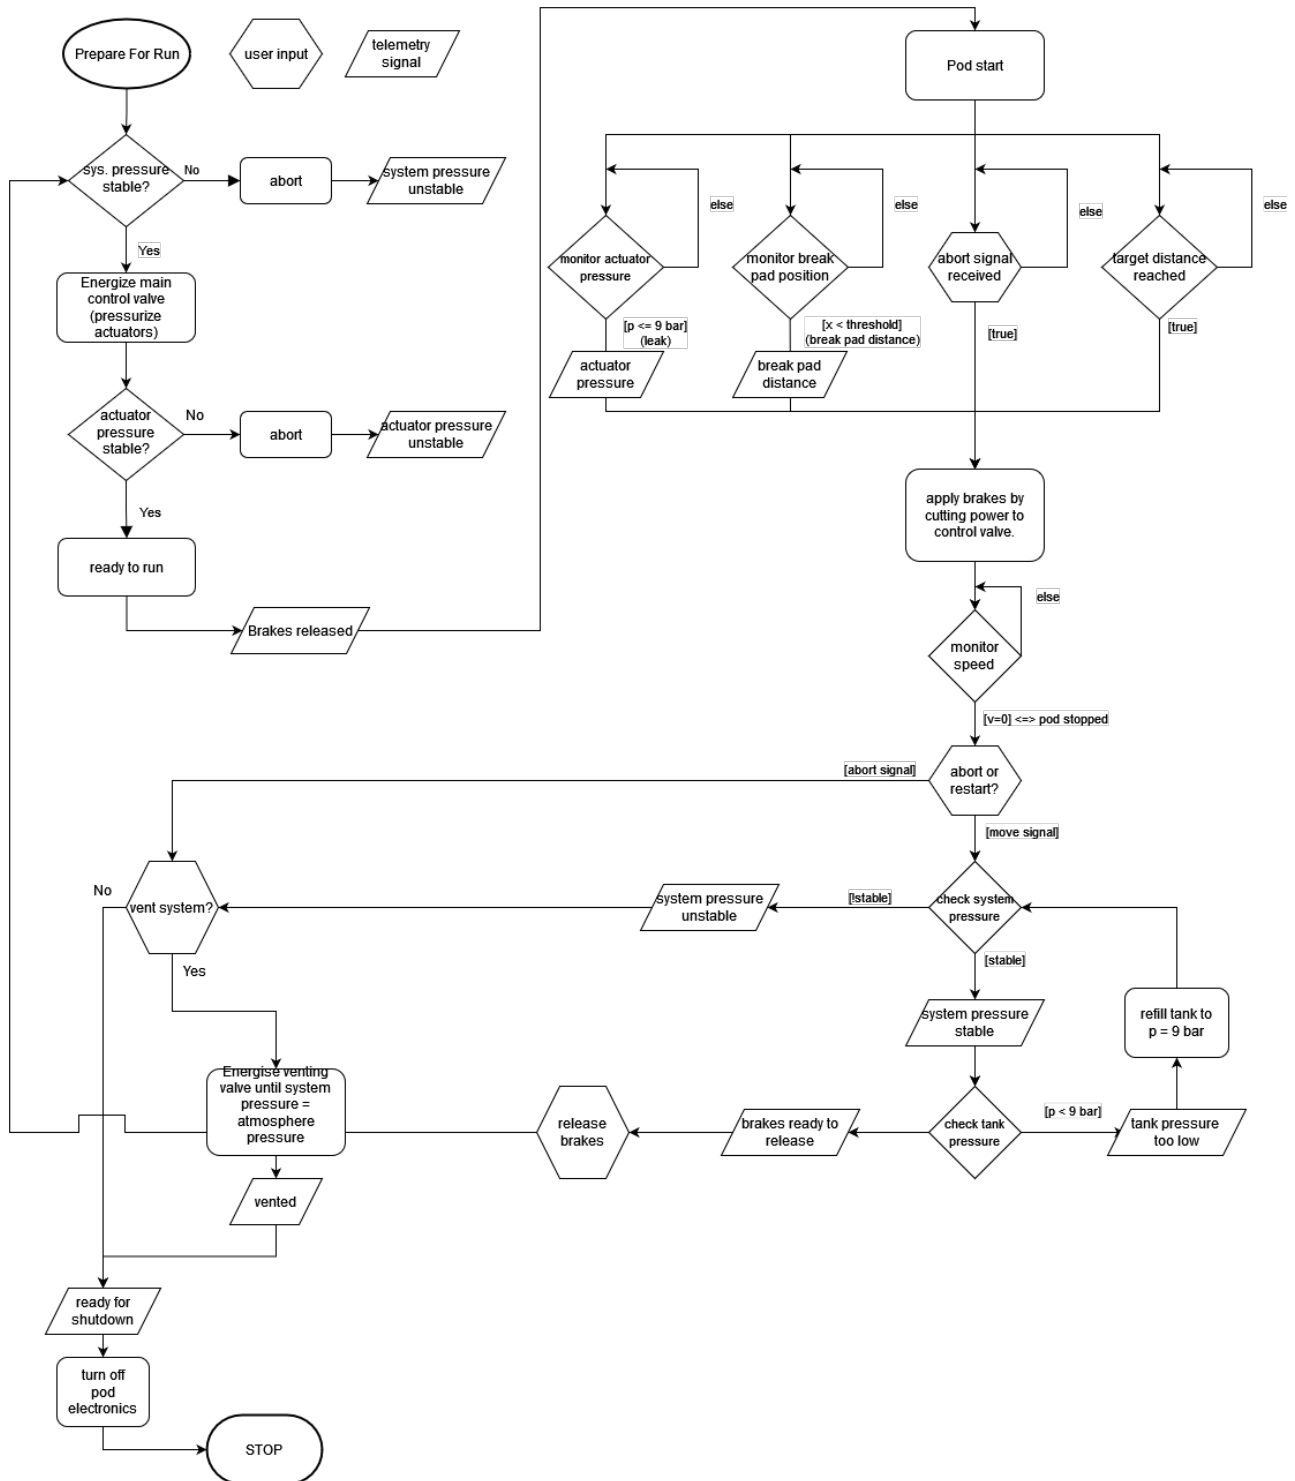 Prepare For Run
user input
telemetry
signal
Pod start
sys. pressure
stable?
No
abort
system pressure
unstable
Yes
Energize main
control valve
(pressurize
actuators)
actuator
pressure
stable?
No
abort
actuator pressure
unstable
Yes
ready to run
Brakes released
else
else
else
else
monitor actuator
pressure
monitor break
pad position
abort signal
received
target distance
reached
[p <= 9 bar]
(leak)
[x < threshold]
(break pad distance)
[true]
[true]
actuator
pressure
break pad
distance
apply brakes by
cutting power to
control valve.
else
monitor
speed
[v=0] <=> pod stopped
abort or
restart?
[abort signal]
[move signal]
No
vent system?
Yes
system pressure
unstable
[!stable]
check system
pressure
[stable]
system pressure
stable
refill tank to
p = 9 bar
Energise venting
valve until system
pressure =
atmosphere
pressure
release
brakes
brakes ready to
release
check tank
pressure
[p < 9 bar]
tank pressure
too low
vented
ready for
shutdown
turn off
pod
electronics
STOP